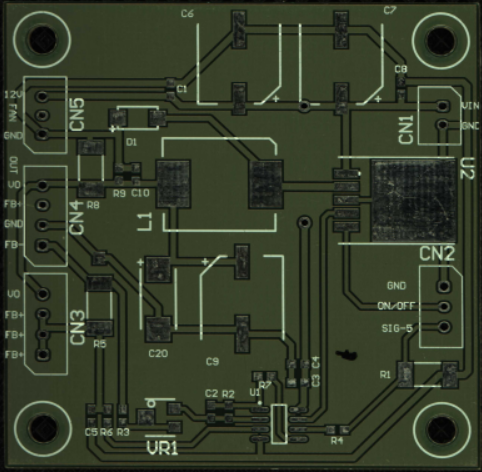 C6
C7
C8
C1
12V
FAN
GND
CN5
VIN
GND
CN1
D1
U2
OUT
VO
FB+
GND
FB-
CN4
R8
R9
C10
L1
CN2
GND
ON/OFF
SIG-5
VO
FB+
FB+
FB+
CN3
R5
C20
C9
C4
C3
R7
U1
R1
C5
R6
R3
VR1
C2
R2
R4